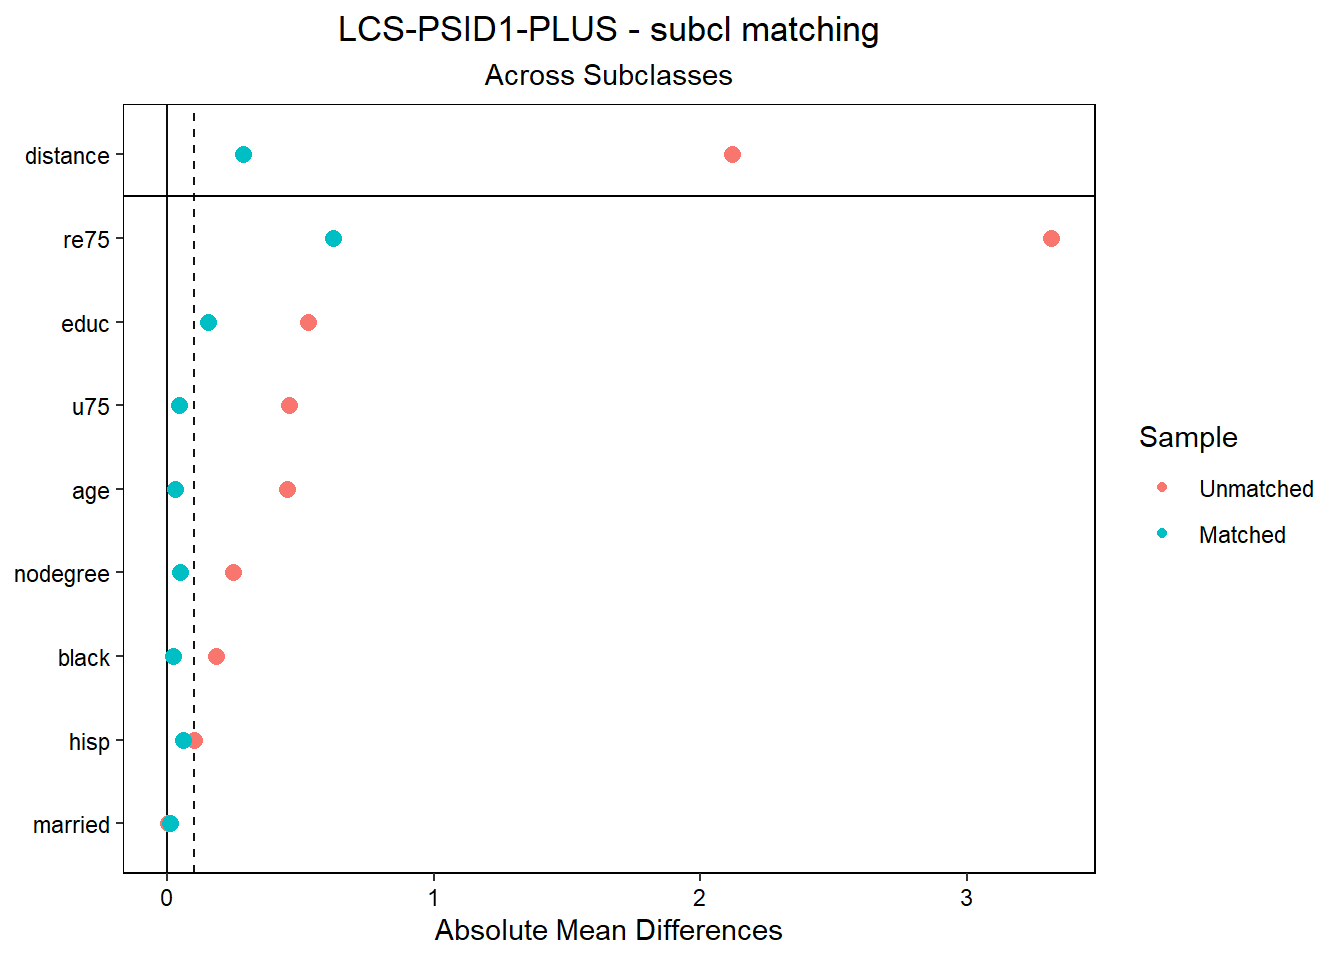 LCS-PSID1-PLUS - subcl matching
Across Subclasses
distance
re75
educ
u75
age
nodegree
black
hisp
married
0 1 2 3
Absolute Mean Differences
Sample
Unmatched
Matched